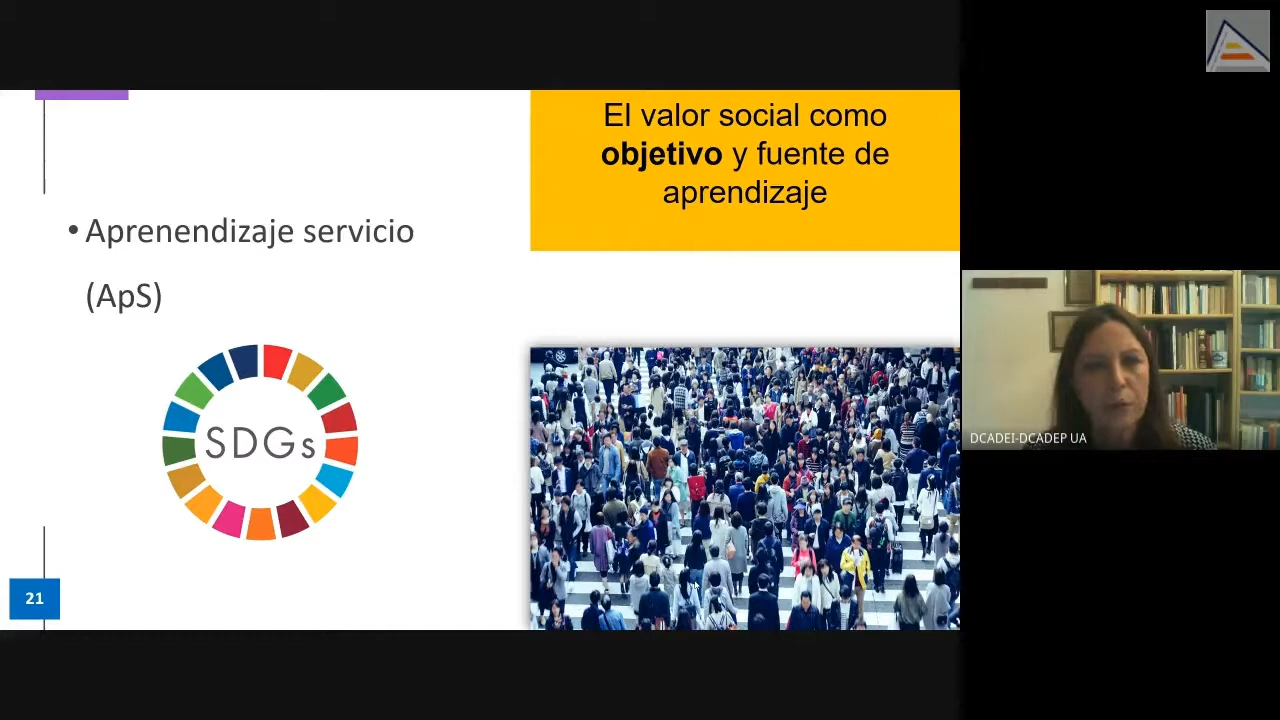 El valor social como
objetivo y fuente de
aprendizaje
• Aprenendizaje servicio
(ApS)
SDGs
21
DCADEI-DCADEP UA